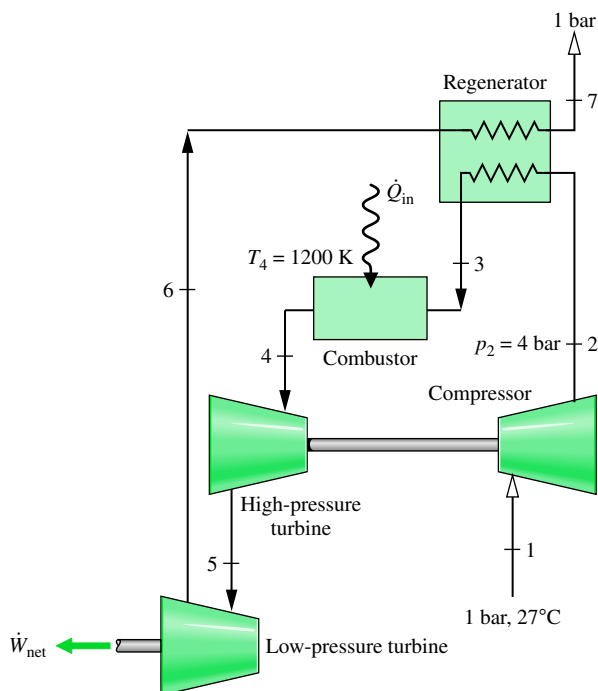 1 bar
Regenerator
7
Q̇in
T4 = 1200 K
3
6
p2 = 4 bar
2
4
Combustor
Compressor
High-pressure
turbine
5
1
1 bar, 27°C
Ẇnet
Low-pressure turbine